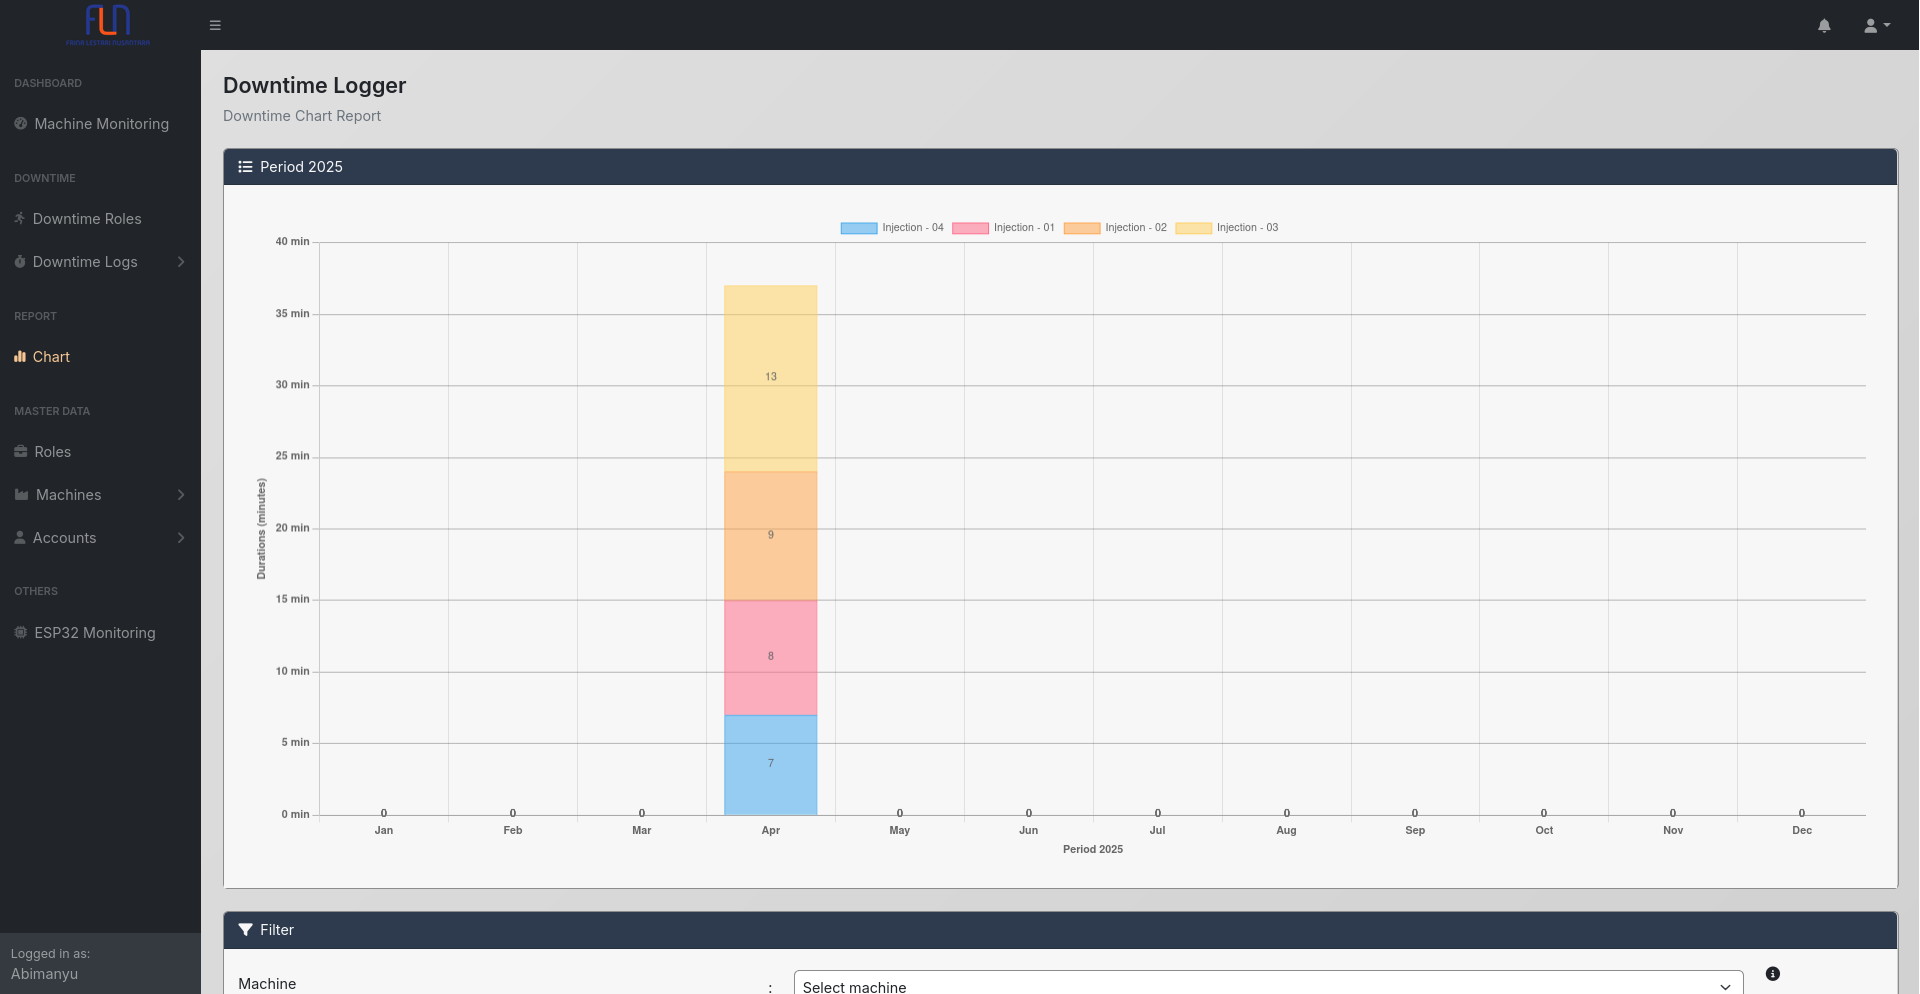 FLN
FAJAR LESTARI NUSANTARA
DASHBOARD
Machine Monitoring
DOWNTIME
Downtime Roles
Downtime Logs
REPORT
Chart
MASTER DATA
Roles
Machines
Accounts
OTHERS
ESP32 Monitoring
Logged in as:
Abimanyu
Downtime Logger
Downtime Chart Report
Period 2025
Injection - 04 Injection - 01 Injection - 02 Injection - 03
Durations (minutes)
40 min
35 min
30 min
25 min
20 min
15 min
10 min
5 min
0 min
13
9
8
7
0 0 0 0 0 0 0 0 0 0 0
Jan Feb Mar Apr May Jun Jul Aug Sep Oct Nov Dec
Period 2025
Filter
Machine : Select machine